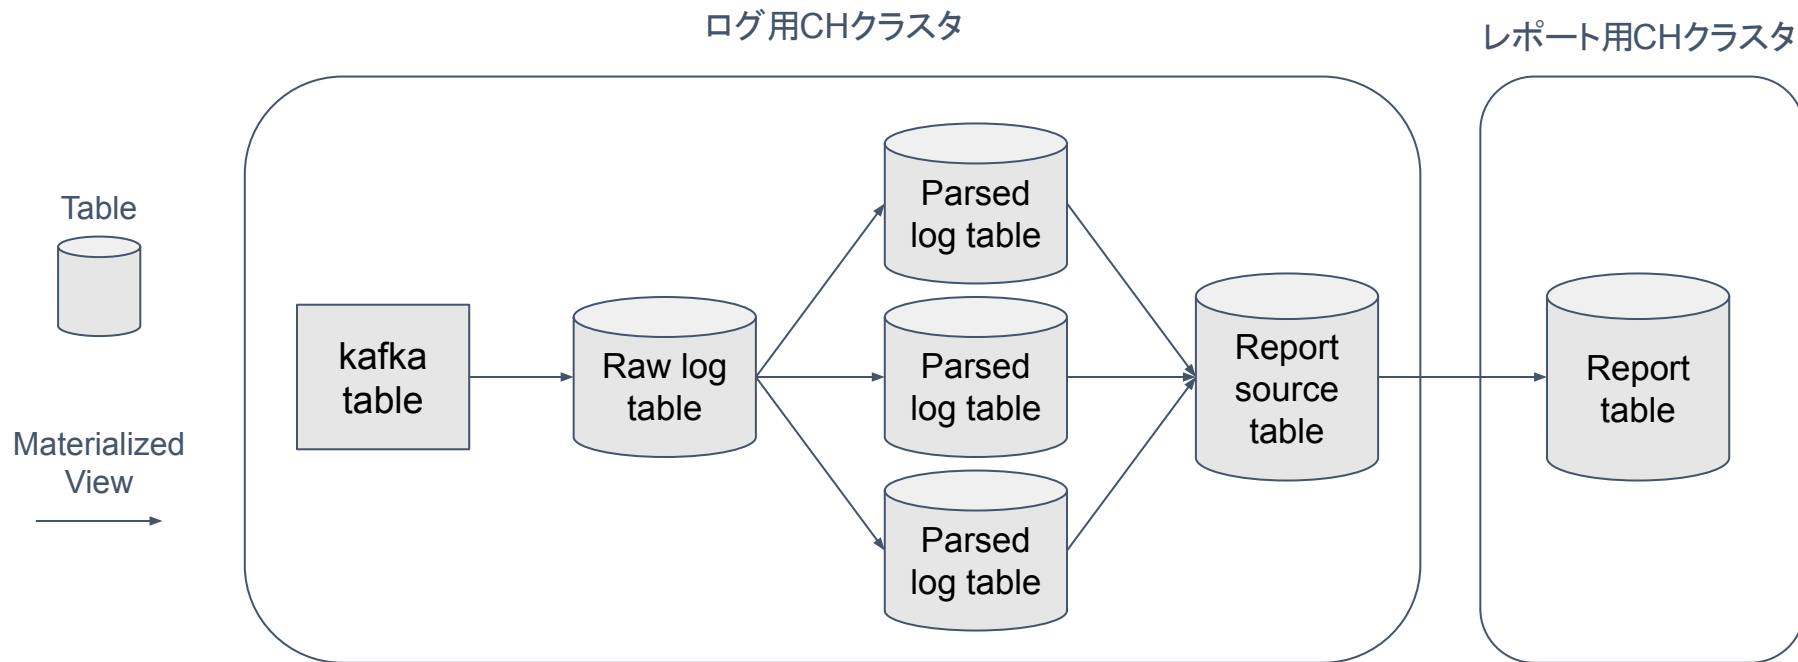 ログ用CHクラスタ
レポート用CHクラスタ
Table
Materialized
View
kafka
table
Raw log
table
Parsed
log table
Parsed
log table
Parsed
log table
Report
source
table
Report
table